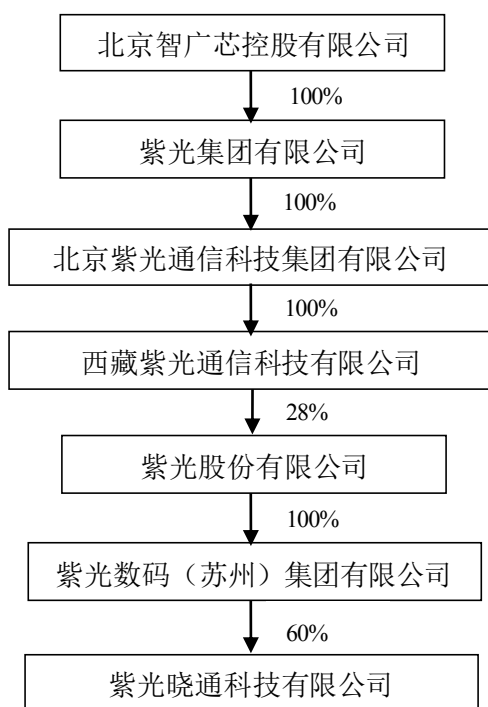 北京智广芯控股有限公司
100%
紫光集团有限公司
100%
北京紫光通信科技集团有限公司
100%
西藏紫光通信科技有限公司
28%
紫光股份有限公司
100%
紫光数码（苏州）集团有限公司
60%
紫光晓通科技有限公司